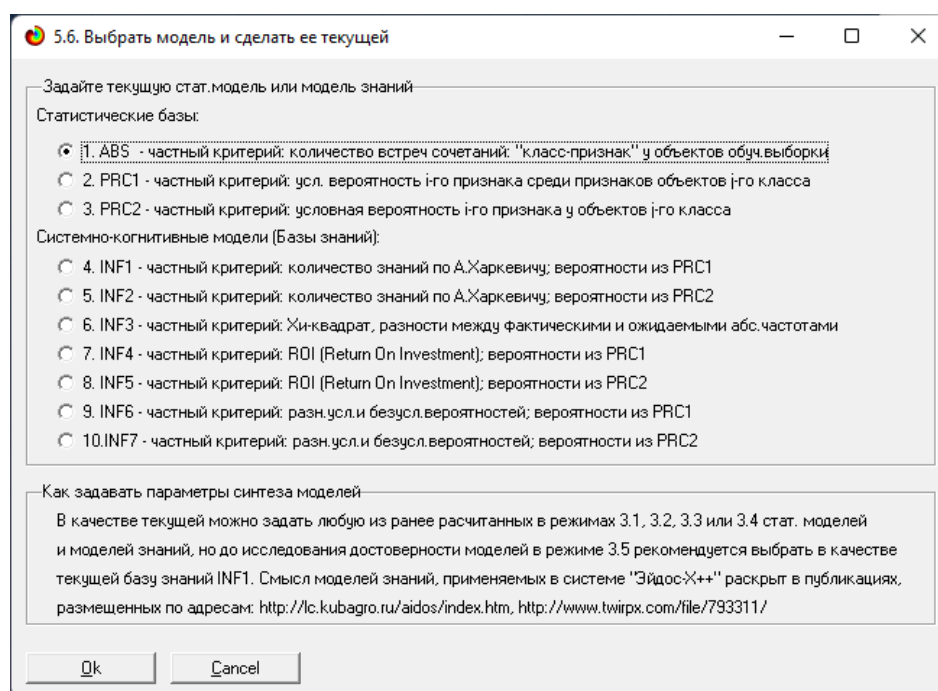 5.6. Выбрать модель и сделать ее текущей
Задайте текущую стат.модель или модель знаний
Статистические базы:
1. ABS - частный критерий: количество встреч сочетаний: "класс-признак" у объектов обуч.выборки
2. PRC1 - частный критерий: усл. вероятность i-го признака среди признаков объектов j-го класса
3. PRC2 - частный критерий: условная вероятность i-го признака у объектов j-го класса
Системно-когнитивные модели (Базы знаний):
4. INF1 - частный критерий: количество знаний по А.Харкевичу; вероятности из PRC1
5. INF2 - частный критерий: количество знаний по А.Харкевичу; вероятности из PRC2
6. INF3 - частный критерий: Хи-квадрат, разности между фактическими и ожидаемыми абс.частотами
7. INF4 - частный критерий: ROI (Return On Investment); вероятности из PRC1
8. INF5 - частный критерий: ROI (Return On Investment); вероятности из PRC2
9. INF6 - частный критерий: разн.усл.и безусл.вероятностей; вероятности из PRC1
10.INF7 - частный критерий: разн.усл.и безусл.вероятностей; вероятности из PRC2
Как задавать параметры синтеза моделей
В качестве текущей можно задать любую из ранее расчитанных в режимах 3.1, 3.2, 3.3 или 3.4 стат. моделей
и моделей знаний, но до исследования достоверности моделей в режиме 3.5 рекомендуется выбрать в качестве
текущей базу знаний INF1. Смысл моделей знаний, применяемых в системе "Эйдос-X++" раскрыт в публикациях,
размещенных по адресам: http://lc.kubagro.ru/aidos/index.htm, http://www.twirpx.com/file/793311/
Ok Cancel